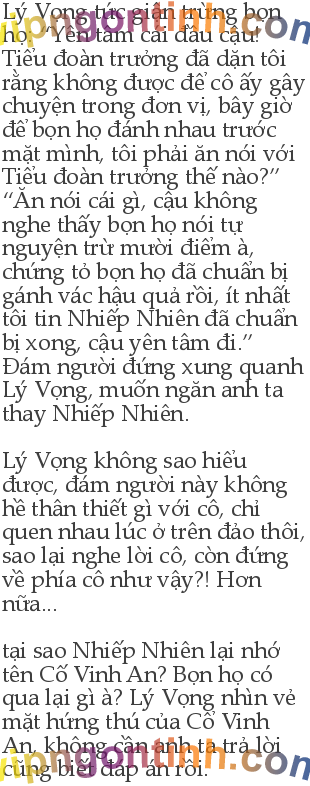 Lý Vọng tức giận trừng bọn
họ, “Yên tâm cái đầu cậu!
Tiểu đoàn trưởng đã dặn tôi
rằng không được để cô ấy gây
chuyện trong đơn vị, bây giờ
để bọn họ đánh nhau trước
mặt mình, tôi phải ăn nói với
Tiểu đoàn trưởng thế nào?”
“Ăn nói cái gì, cậu không
nghe thấy bọn họ nói tự
nguyện trừ mười điểm à,
chứng tỏ bọn họ đã chuẩn bị
gánh vác hậu quả rồi, ít nhất
tôi tin Nhiếp Nhiên đã chuẩn
bị xong, cậu yên tâm đi.”
Đám người đứng xung quanh
Lý Vọng, muốn ngăn anh ta
thay Nhiếp Nhiên.
Lý Vọng không sao hiểu
được, đám người này không
hề thân thiết gì với cô, chỉ
quen nhau lúc ở trên đảo thôi,
sao lại nghe lời cô, còn đứng
về phía cô như vậy?! Hơn
nữa...
tại sao Nhiếp Nhiên lại nhớ
tên Cố Vinh An? Bọn họ có
qua lại gì à? Lý Vọng nhìn vẻ
mặt hứng thú của Cố Vinh
An, không cần anh ta trả lời
cũng biết đáp án rồi.
vipngontinh.com
vipngontinh.com